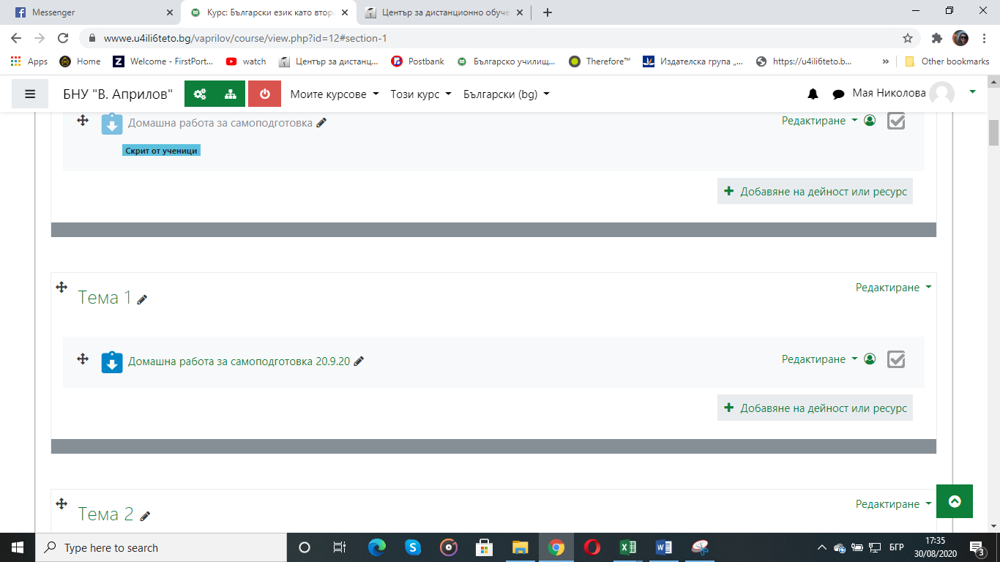 Messenger
Курс: Български език като втори
Център за дистанционно обуче
wwwe.u4ili6teto.bg/vaprilov/course/view.php?id=12#section-1
Apps
Home
Welcome - FirstPort...
watch
Център за дистанц...
Postbank
Българско училищ...
Therefore™
Издателска група „...
https://u4ili6teto.b...
»
Other bookmarks
БНУ "В. Априлов"
Моите курсове
Този курс
Български (bg)
Мая Николова
Домашна работа за самоподготовка
Редактиране
Скрит от ученици
Добавяне на дейност или ресурс
Тема 1
Редактиране
Домашна работа за самоподготовка 20.9.20
Редактиране
Добавяне на дейност или ресурс
Тема 2
Редактиране
Type here to search
БГР
17:35
30/08/2020
3